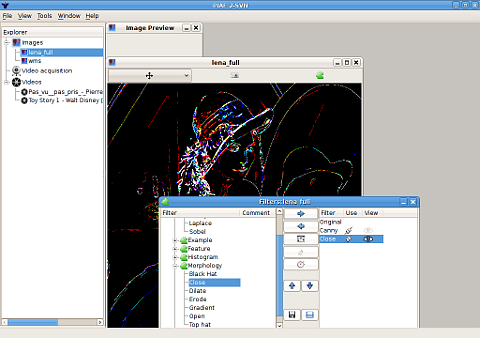 PIAF 2-SVN
File View Tools Window Help
Explorer
Images
lena_full
wms
Video acquisition
Videos
Pas_vu_pas_pris_- Pierre
Toy Story 1 - Walt Disney (
Image Preview
lena_full
Filters:lena_full
Filter Comment
Laplace
Sobel
Example
Feature
Histogram
Morphology
Black Hat
Close
Dilate
Erode
Gradient
Open
Top hat
Filter Use View
Original
Canny
Close